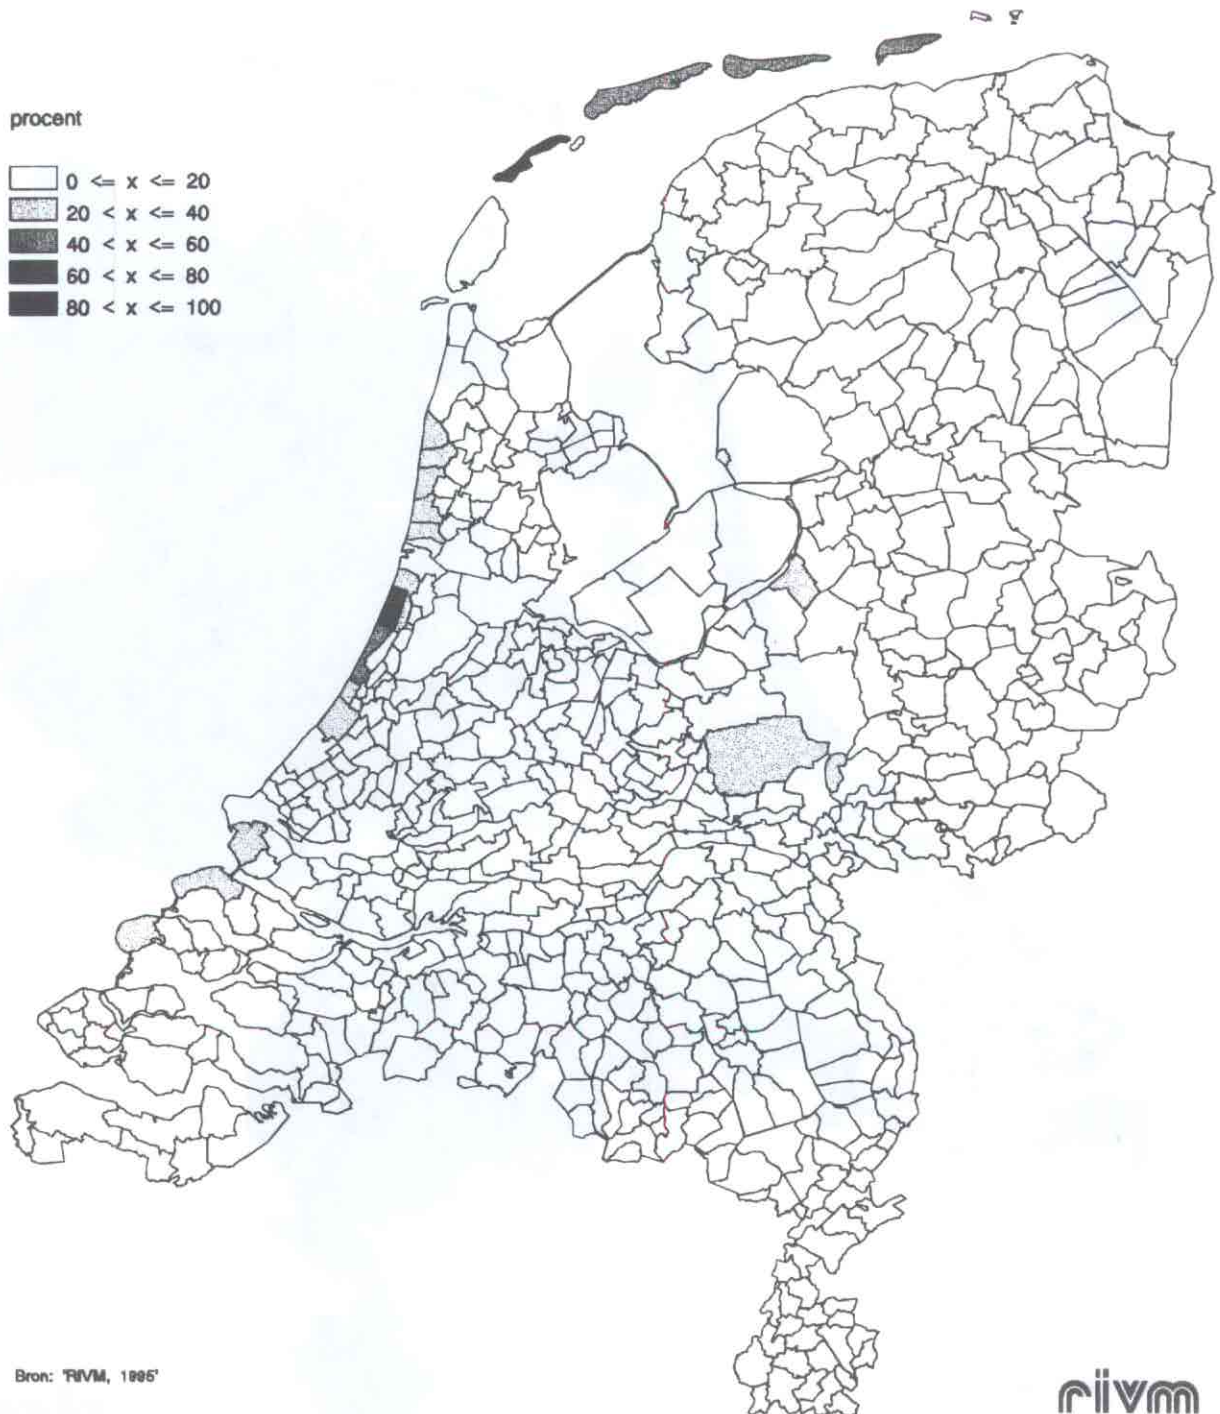 procent
0 <= x <= 20
20 < x <= 40
40 < x <= 60
60 < x <= 80
80 < x <= 100
Bron: 'RIVM, 1995'
rivm